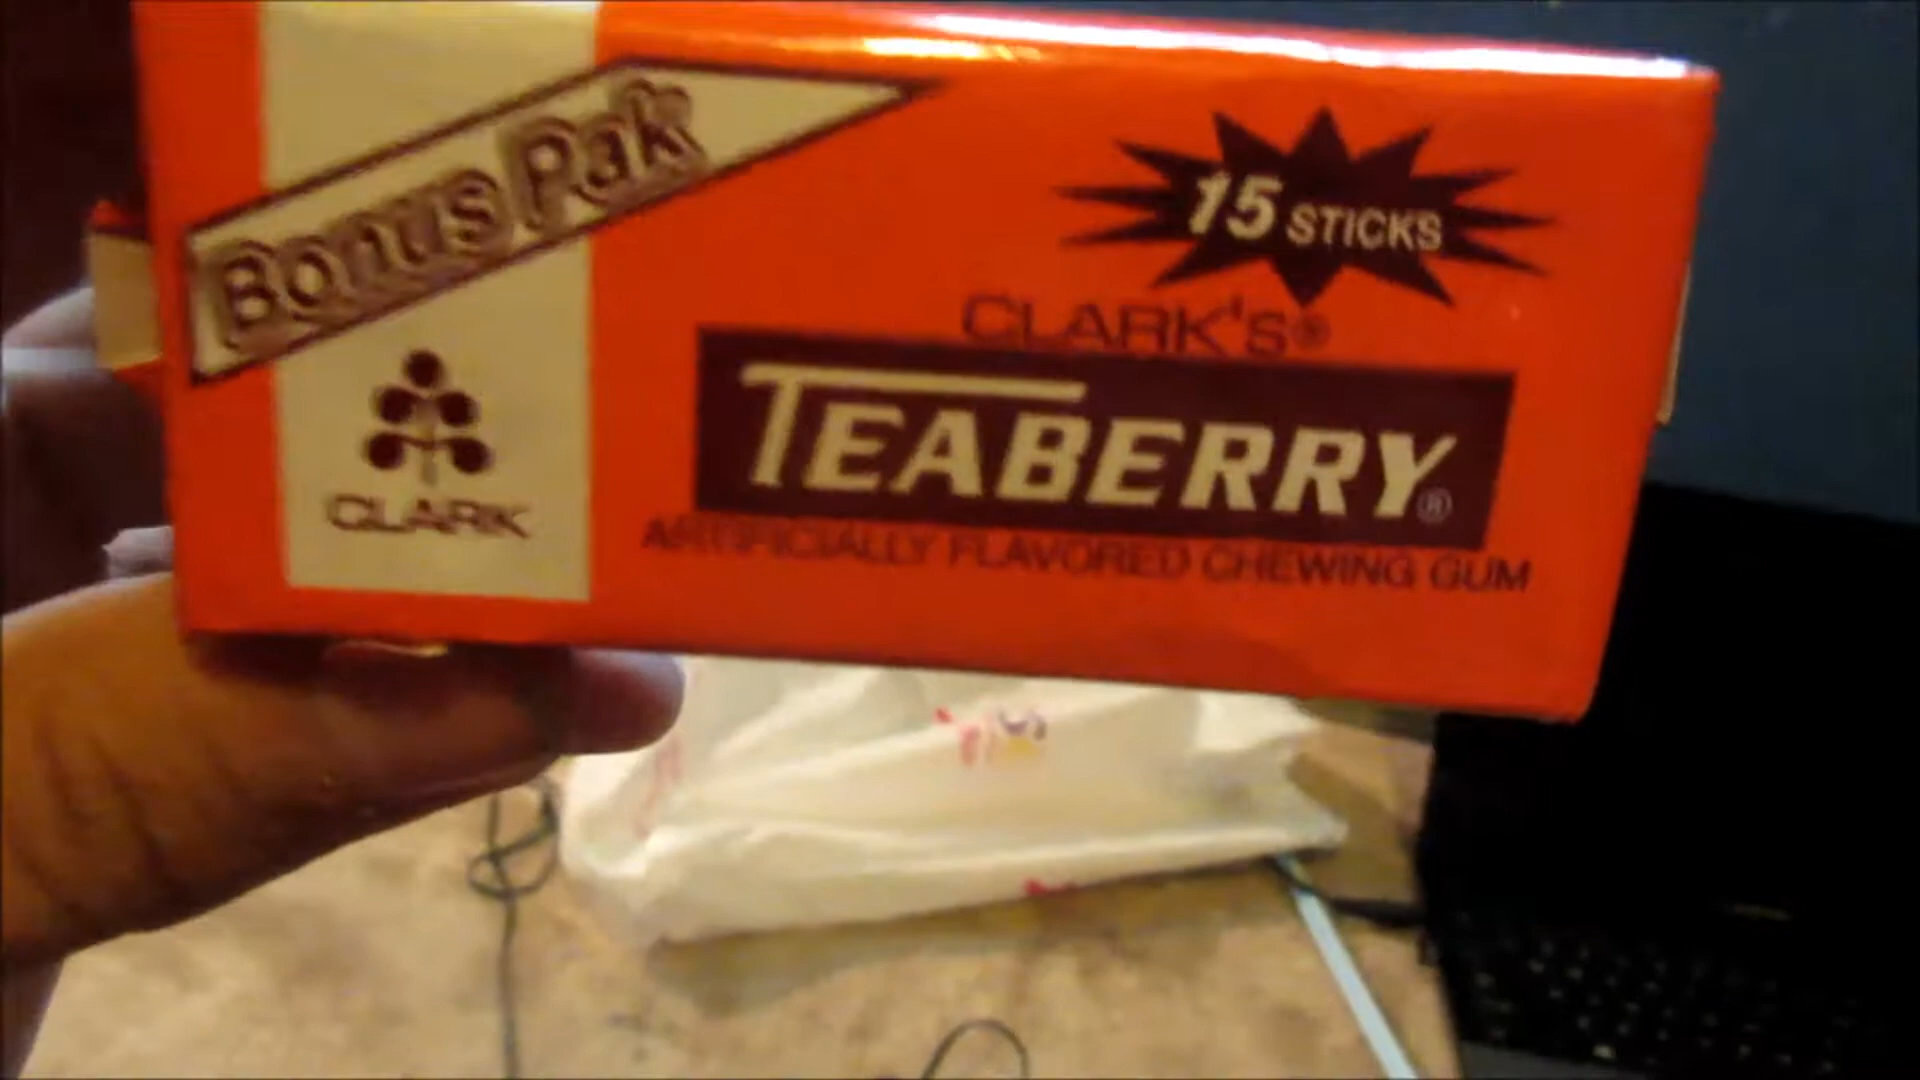 Bonus Pak
15 STICKS
CLARK'S®
TEABERRY®
ARTIFICIALLY FLAVORED CHEWING GUM
CLARK